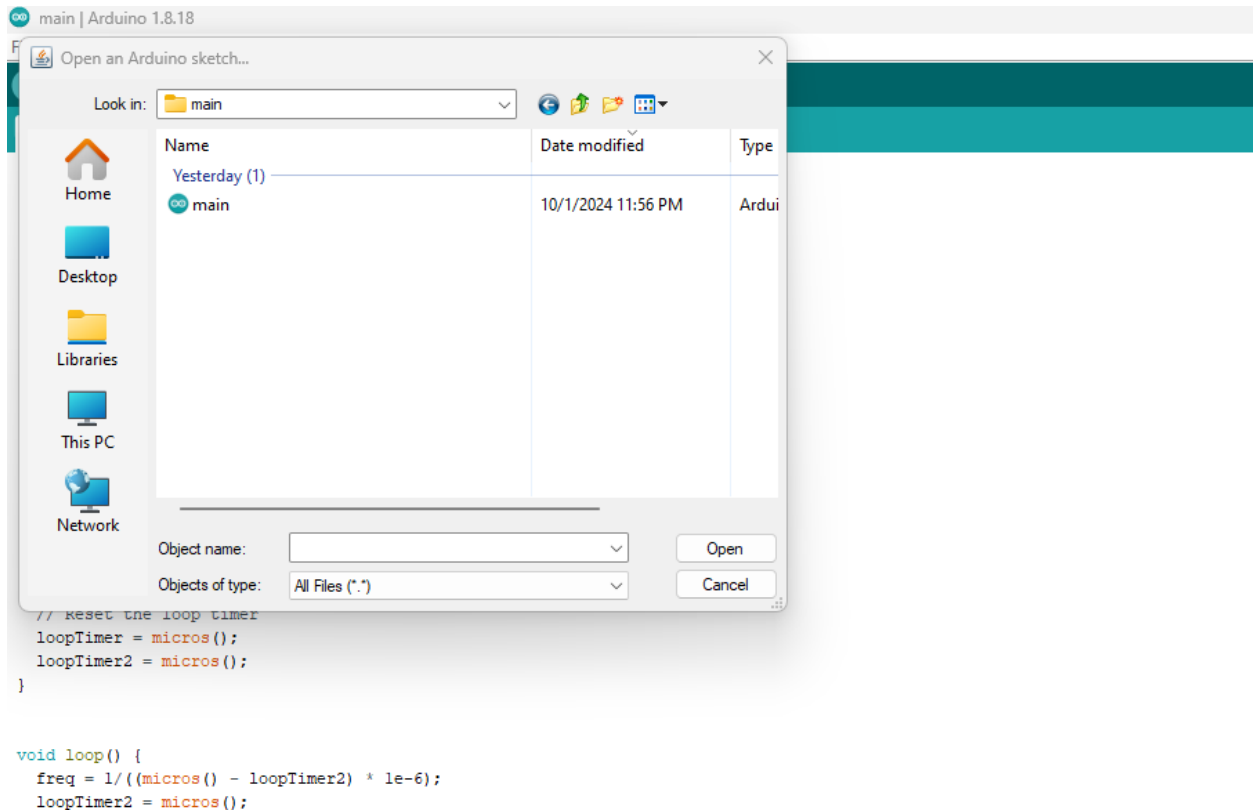 main | Arduino 1.8.18
F
Open an Arduino sketch...
Look in: main
Name Date modified Type
Yesterday (1)
main 10/1/2024 11:56 PM Ardui
Home
Desktop
Libraries
This PC
Network
Object name: Open
Objects of type: All Files (*.*) Cancel
// Reset the loop timer
loopTimer = micros();
loopTimer2 = micros();
}
void loop() {
freq = 1/((micros() - loopTimer2) * 1e-6);
loopTimer2 = micros();